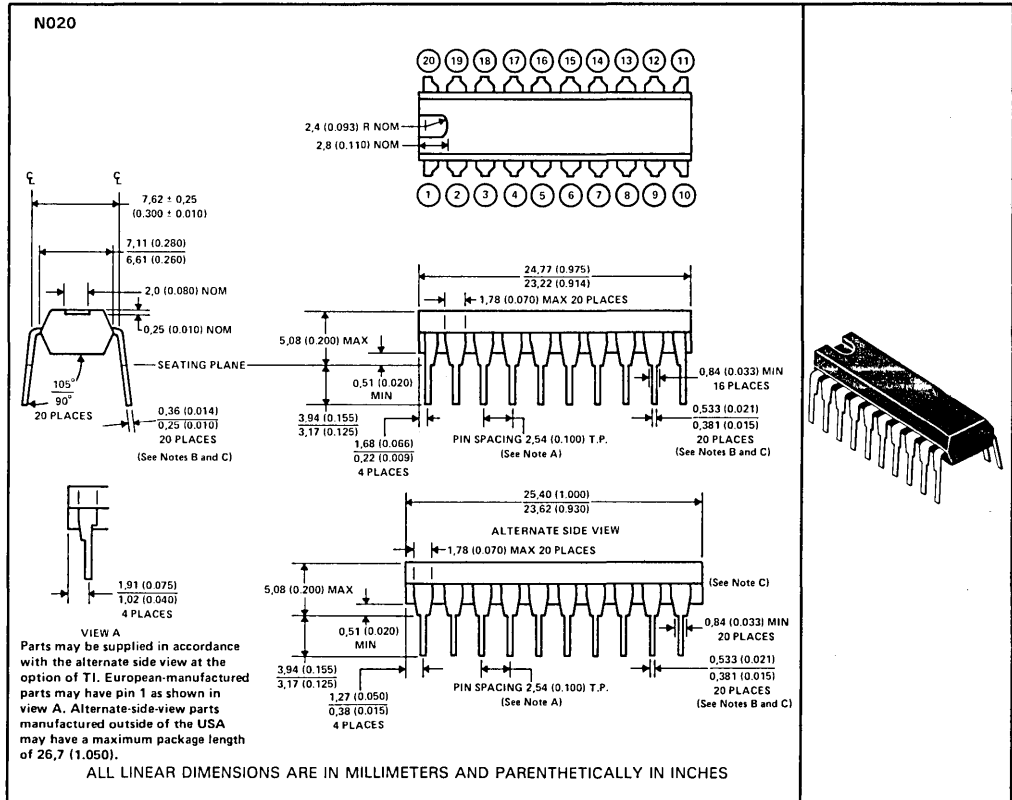 N020
20 19 18 17 16 15 14 13 12 11
2,4 (0.093) R NOM
2,8 (0.110) NOM
1 2 3 4 5 6 7 8 9 10
℄ ℄
7,62 ± 0,25
(0.300 ± 0.010)
7,11 (0.280)
6,61 (0.260)
2,0 (0.080) NOM
0,25 (0.010) NOM
SEATING PLANE
105°
90°
20 PLACES
0,36 (0.014)
0,25 (0.010)
20 PLACES
(See Notes B and C)
24,77 (0.975)
23,22 (0.914)
1,78 (0.070) MAX 20 PLACES
5,08 (0.200) MAX
0,51 (0.020)
MIN
0,84 (0.033) MIN
16 PLACES
3,94 (0.155)
3,17 (0.125)
1,68 (0.066)
0,22 (0.009)
4 PLACES
PIN SPACING 2,54 (0.100) T.P.
(See Note A)
0,533 (0.021)
0,381 (0.015)
20 PLACES
(See Notes B and C)
25,40 (1.000)
23,62 (0.930)
ALTERNATE SIDE VIEW
1,78 (0.070) MAX 20 PLACES
5,08 (0.200) MAX
(See Note C)
0,51 (0.020)
MIN
0,84 (0.033) MIN
20 PLACES
3,94 (0.155)
3,17 (0.125)
1,27 (0.050)
0,38 (0.015)
4 PLACES
PIN SPACING 2,54 (0.100) T.P.
(See Note A)
0,533 (0.021)
0,381 (0.015)
20 PLACES
(See Notes B and C)
1,91 (0.075)
1,02 (0.040)
4 PLACES
VIEW A
Parts may be supplied in accordance
with the alternate side view at the
option of TI. European-manufactured
parts may have pin 1 as shown in
view A. Alternate-side-view parts
manufactured outside of the USA
may have a maximum package length
of 26,7 (1.050).
ALL LINEAR DIMENSIONS ARE IN MILLIMETERS AND PARENTHETICALLY IN INCHES